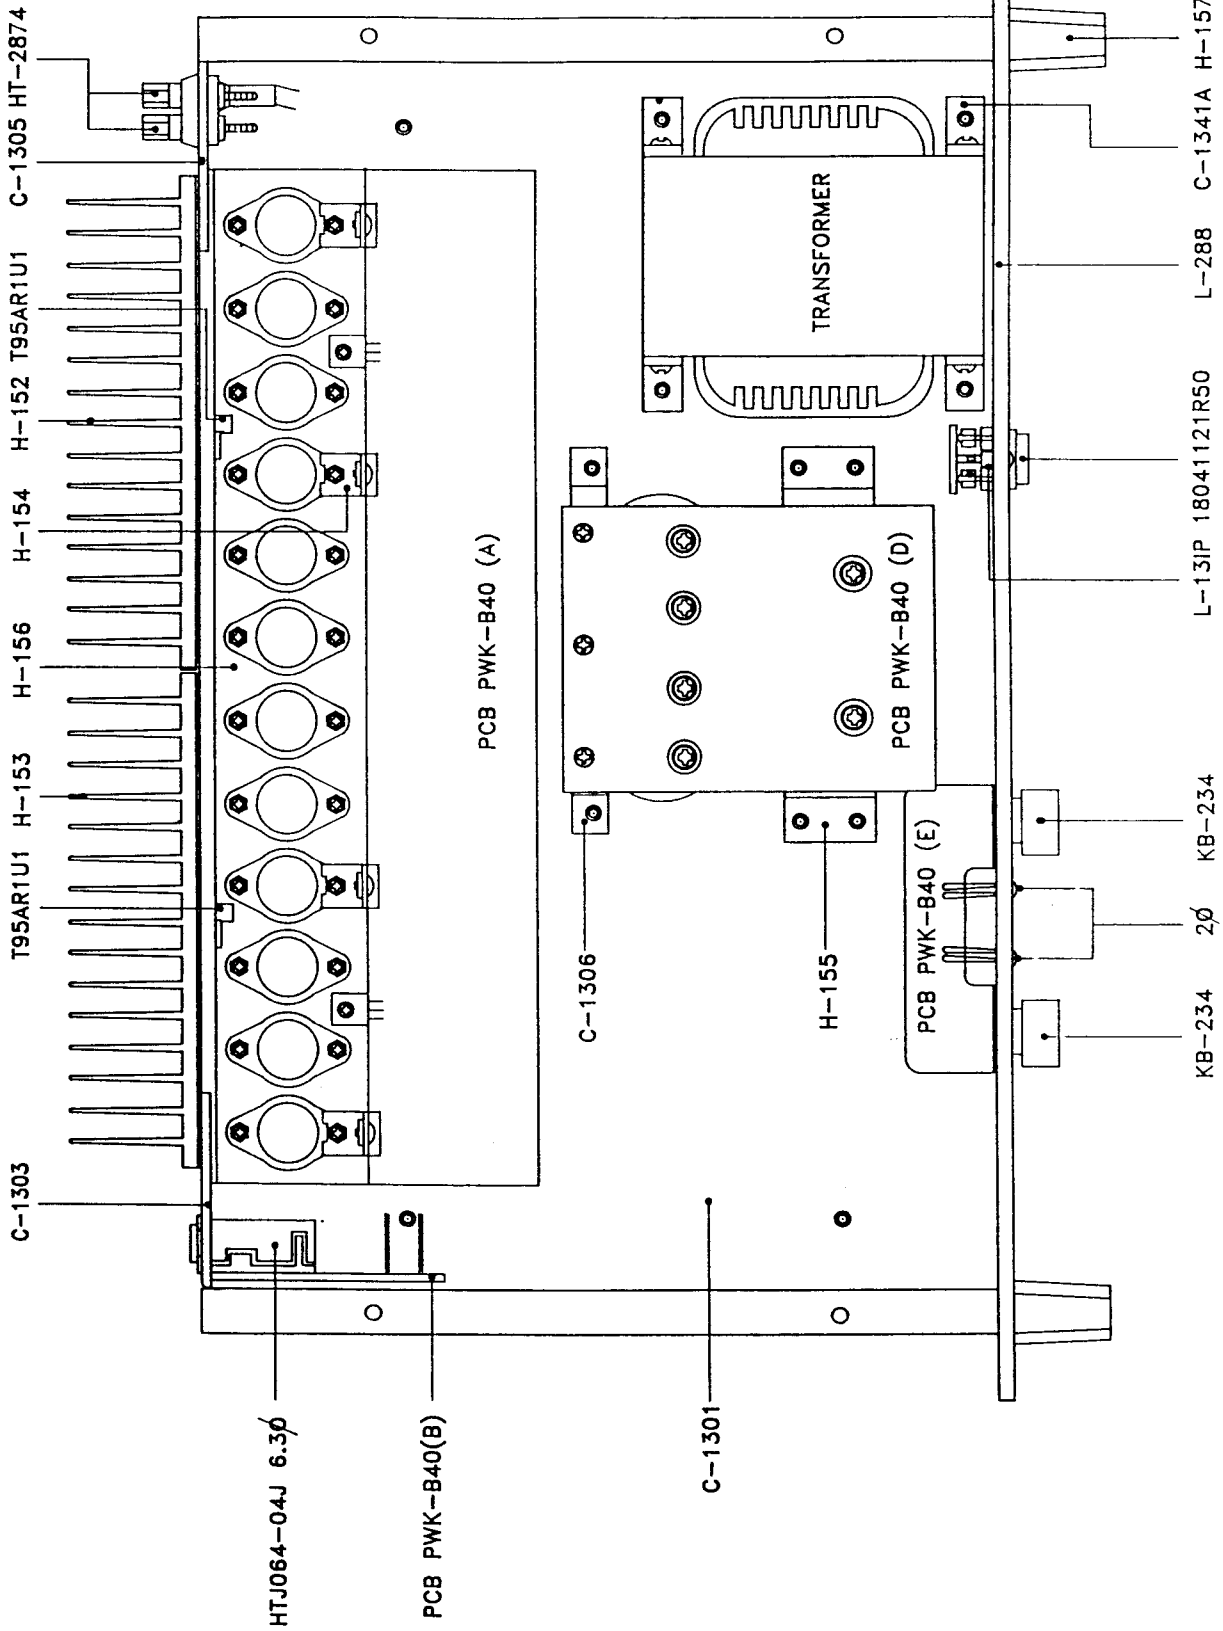 HT-2874
C-1305
T95AR1U1
H-152
H-154
H-156
H-153
T95AR1U1
C-1303
TRANSFORMER
PCB PWK-B40 (A)
PCB PWK-B40 (D)
PCB PWK-B40 (E)
C-1306
H-155
HTJ064-04J 6.3Ø
PCB PWK-B40(B)
C-1301
H-157
C-1341A
L-288
18041121R50
L-13IP
KB-234
2Ø
KB-234